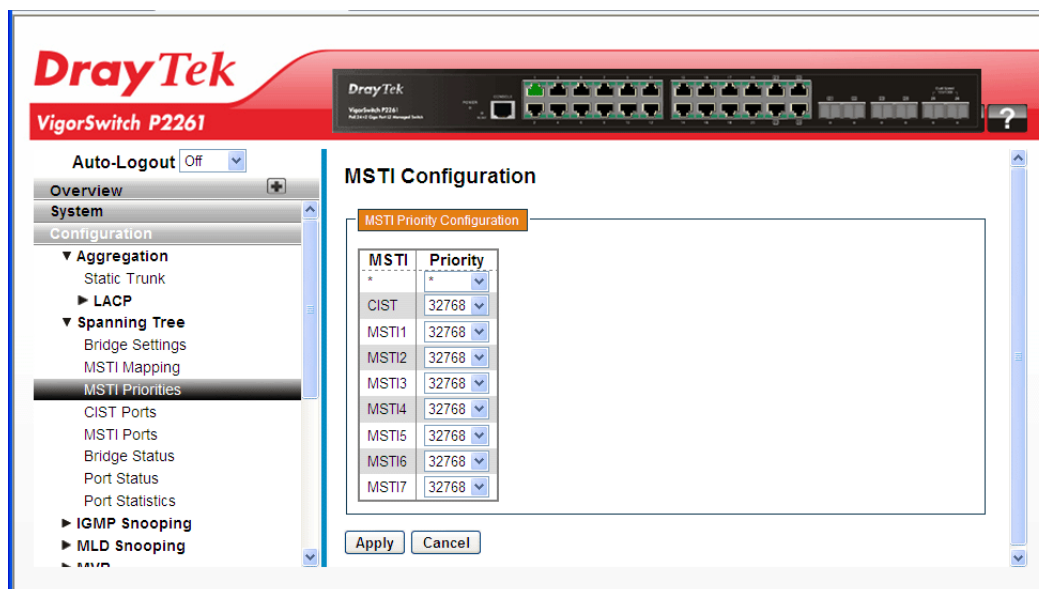 DrayTek
VigorSwitch P2261
DrayTek
VigorSwitch P2261
CONSOLE
POWER
?
Auto-Logout Off
Overview
System
Configuration
▼ Aggregation
Static Trunk
► LACP
▼ Spanning Tree
Bridge Settings
MSTI Mapping
MSTI Priorities
CIST Ports
MSTI Ports
Bridge Status
Port Status
Port Statistics
► IGMP Snooping
► MLD Snooping
MSTI Configuration
MSTI Priority Configuration
MSTI Priority
* *
CIST 32768
MSTI1 32768
MSTI2 32768
MSTI3 32768
MSTI4 32768
MSTI5 32768
MSTI6 32768
MSTI7 32768
Apply Cancel